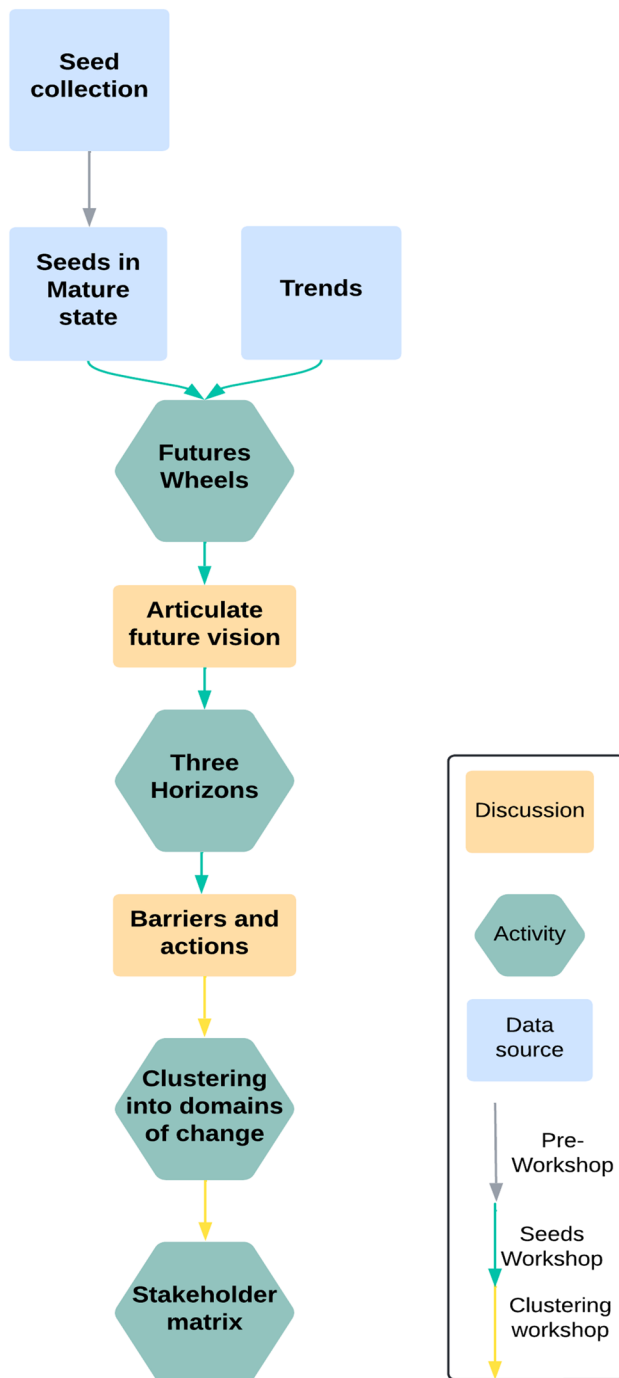 Seed
collection
Seeds in
Mature
state
Trends
Futures
Wheels
Articulate
future vision
Three
Horizons
Barriers and
actions
Clustering
into domains
of change
Stakeholder
matrix
Discussion
Activity
Data
source
Pre-
Workshop
Seeds
Workshop
Clustering
workshop